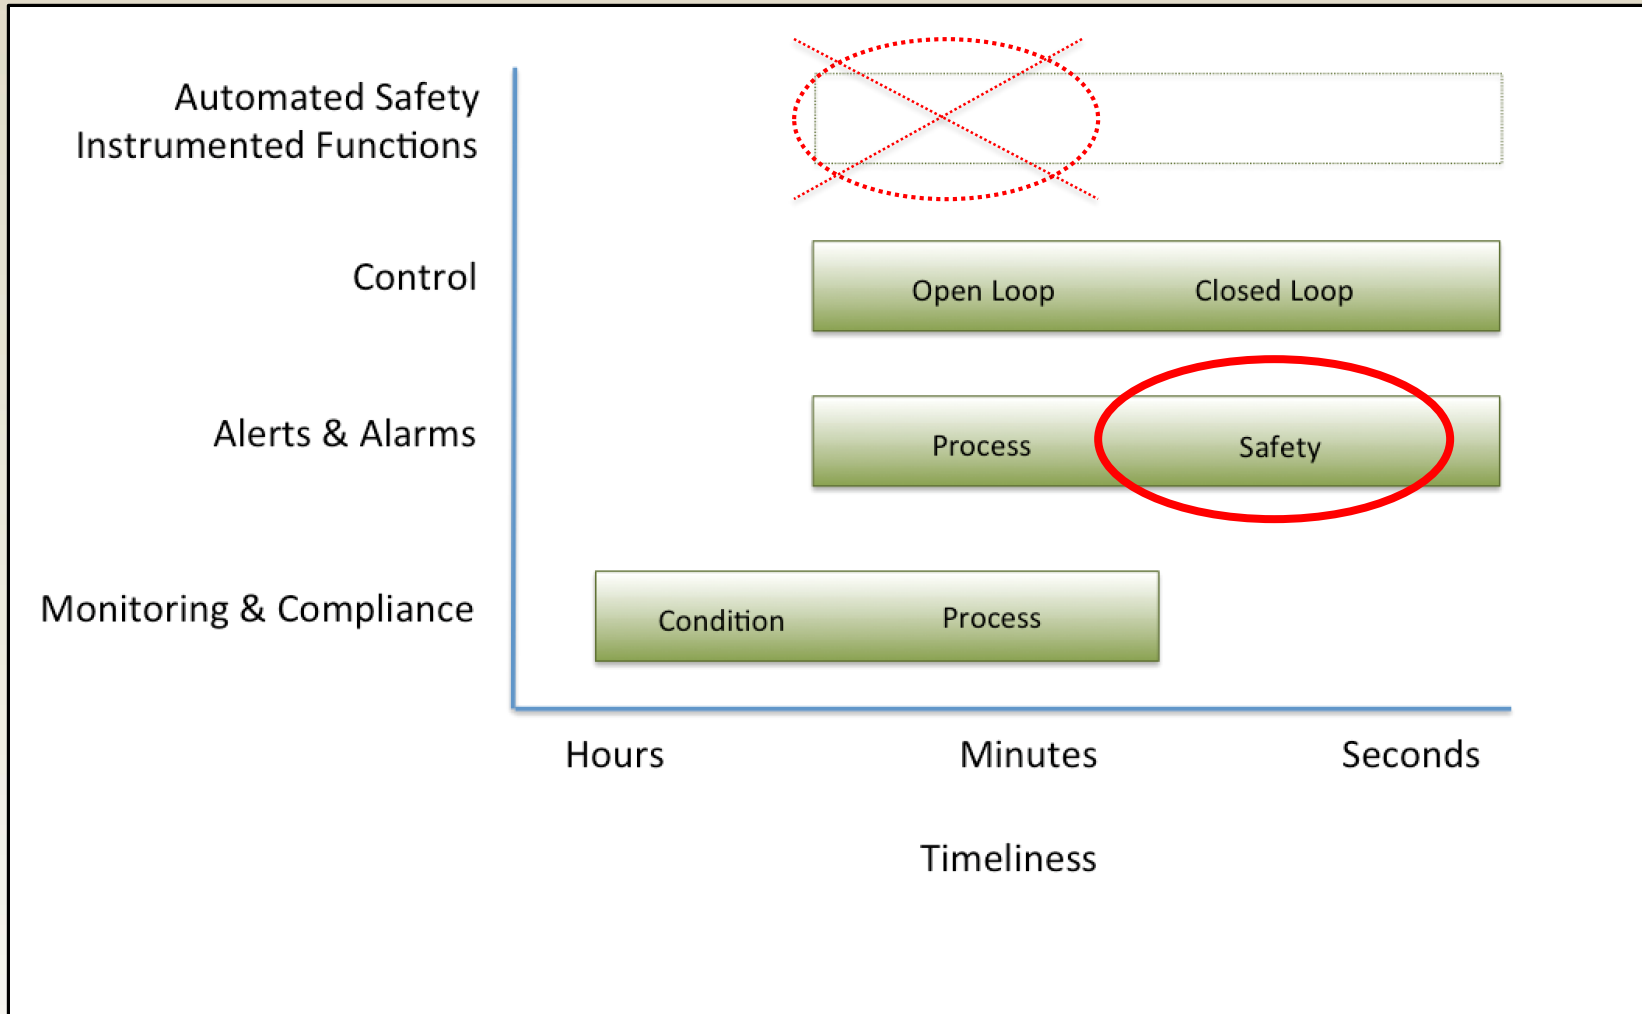 Automated Safety
Instrumented Functions
Control
Open Loop
Closed Loop
Alerts & Alarms
Process
Safety
Monitoring & Compliance
Condition
Process
Hours
Minutes
Seconds
Timeliness